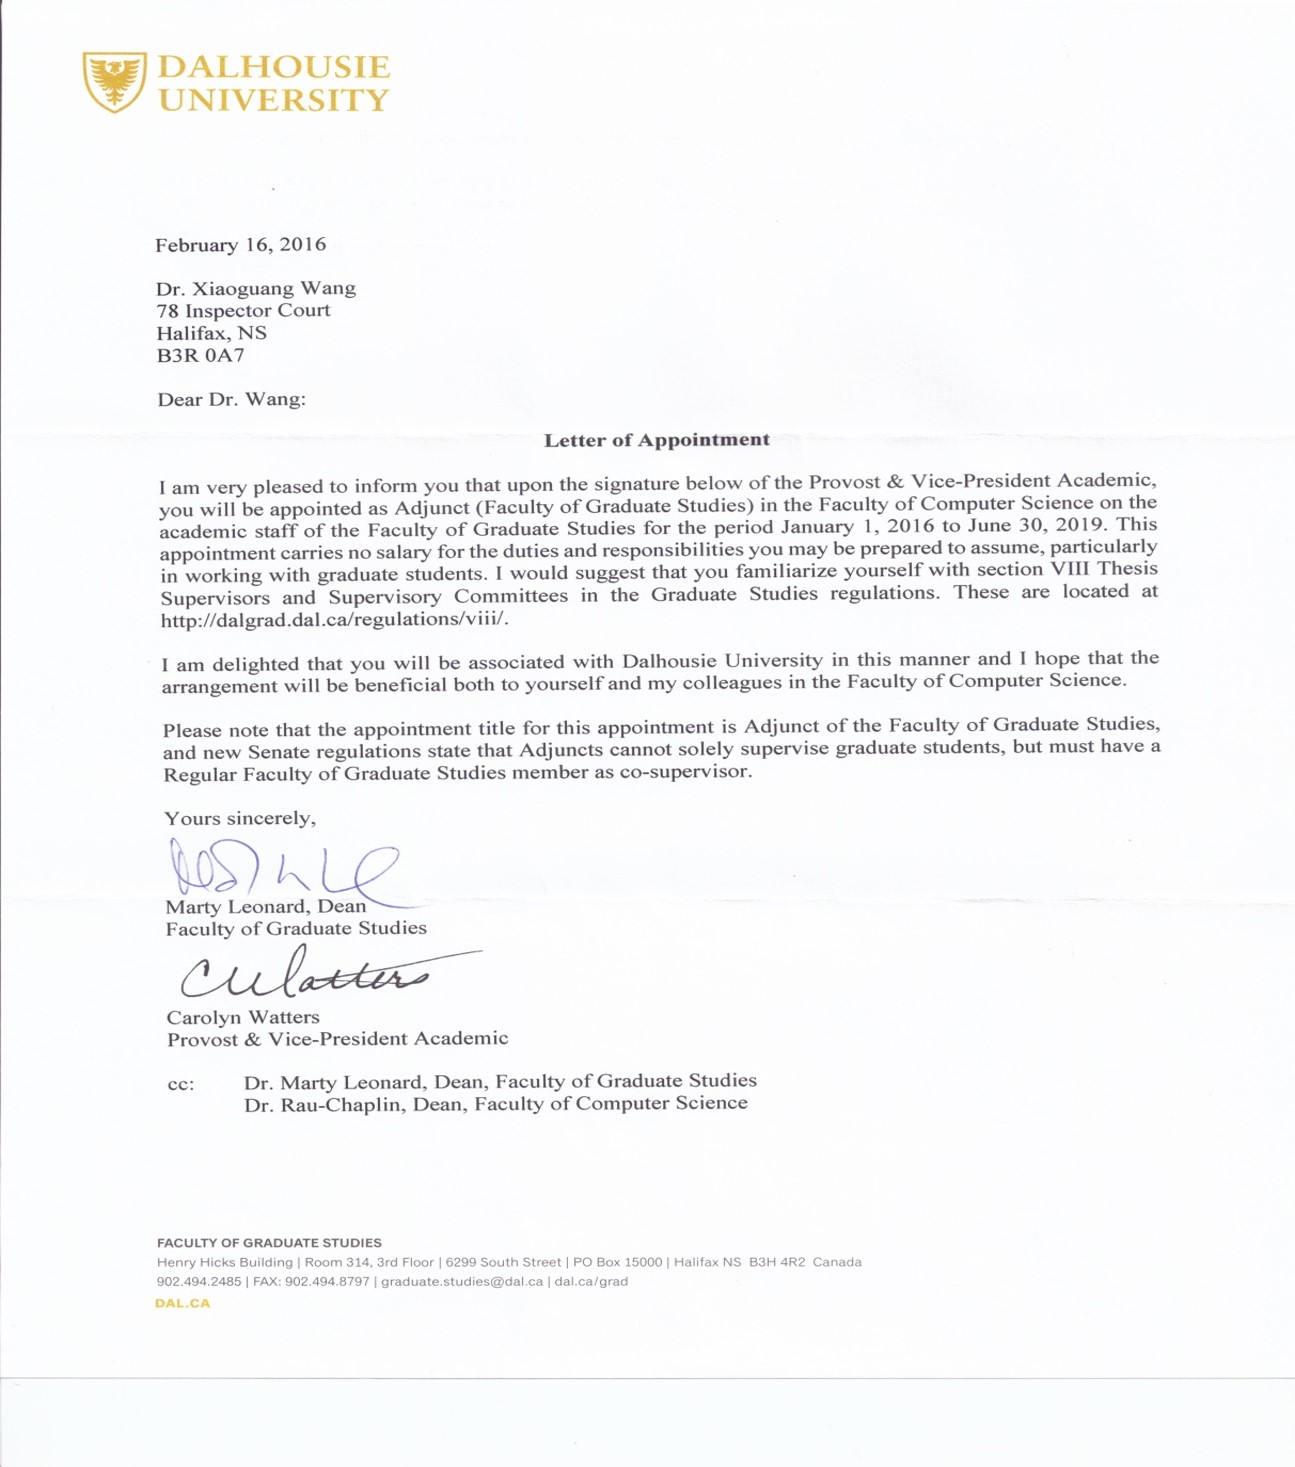 DALHOUSIE
UNIVERSITY
February 16, 2016
Dr. Xiaoguang Wang
78 Inspector Court
Halifax, NS
B3R 0A7
Dear Dr. Wang:
Letter of Appointment
I am very pleased to inform you that upon the signature below of the Provost & Vice-President Academic,
you will be appointed as Adjunct (Faculty of Graduate Studies) in the Faculty of Computer Science on the
academic staff of the Faculty of Graduate Studies for the period January 1, 2016 to June 30, 2019. This
appointment carries no salary for the duties and responsibilities you may be prepared to assume, particularly
in working with graduate students. I would suggest that you familiarize yourself with section VIII Thesis
Supervisors and Supervisory Committees in the Graduate Studies regulations. These are located at
http://dalgrad.dal.ca/regulations/viii/.
I am delighted that you will be associated with Dalhousie University in this manner and I hope that the
arrangement will be beneficial both to yourself and my colleagues in the Faculty of Computer Science.
Please note that the appointment title for this appointment is Adjunct of the Faculty of Graduate Studies,
and new Senate regulations state that Adjuncts cannot solely supervise graduate students, but must have a
Regular Faculty of Graduate Studies member as co-supervisor.
Yours sincerely,
Marty Leonard, Dean
Faculty of Graduate Studies
CWatters
Carolyn Watters
Provost & Vice-President Academic
cc: Dr. Marty Leonard, Dean, Faculty of Graduate Studies
Dr. Rau-Chaplin, Dean, Faculty of Computer Science
FACULTY OF GRADUATE STUDIES
Henry Hicks Building | Room 314, 3rd Floor | 6299 South Street | PO Box 15000 | Halifax NS B3H 4R2 Canada
902.494.2485 | FAX: 902.494.8797 | graduate.studies@dal.ca | dal.ca/grad
DAL.CA